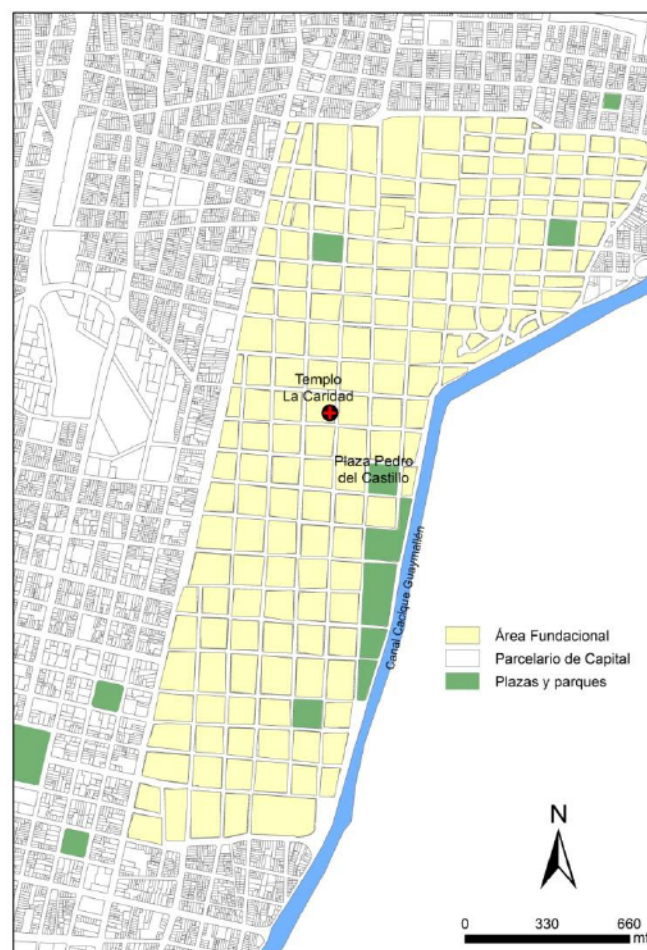 Templo
La Caridad
Plaza Pedro
del Castillo
Canal Cacique Guaymallén
Área Fundacional
Parcelario de Capital
Plazas y parques
N
0 330 660
mt